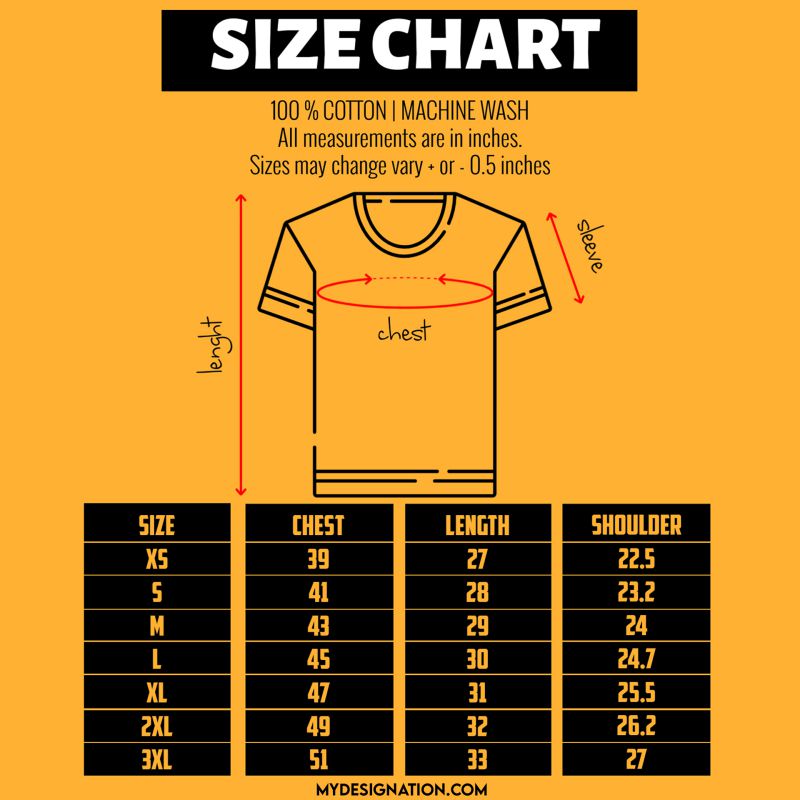 SIZE CHART
100 % COTTON | MACHINE WASH
All measurements are in inches.
Sizes may change vary + or - 0.5 inches
sleeve
chest
lenght
SIZE CHEST LENGTH SHOULDER
XS 39 27 22.5
S 41 28 23.2
M 43 29 24
L 45 30 24.7
XL 47 31 25.5
2XL 49 32 26.2
3XL 51 33 27
MYDESIGNATION.COM